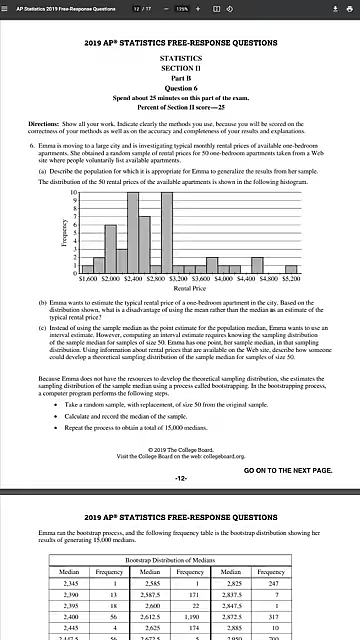 AP Statistics 2019 Free-Response Questions
12 / 17
135%
2019 AP® STATISTICS FREE-RESPONSE QUESTIONS
STATISTICS
SECTION II
Part B
Question 6
Spend about 25 minutes on this part of the exam.
Percent of Section II score—25
Directions: Show all your work. Indicate clearly the methods you use, because you will be scored on the
correctness of your methods as well as on the accuracy and completeness of your results and explanations.
6. Emma is moving to a large city and is investigating typical monthly rental prices of available one-bedroom
apartments. She obtained a random sample of rental prices for 50 one-bedroom apartments taken from a Web
site where people voluntarily list available apartments.
(a) Describe the population for which it is appropriate for Emma to generalize the results from her sample.
The distribution of the 50 rental prices of the available apartments is shown in the following histogram.
10
9
8
7
6
5
4
3
2
1
0
Frequency
$1,600 $2,000 $2,400 $2,800 $3,200 $3,600 $4,000 $4,400 $4,800 $5,200
Rental Price
(b) Emma wants to estimate the typical rental price of a one-bedroom apartment in the city. Based on the
distribution shown, what is a disadvantage of using the mean rather than the median as an estimate of the
typical rental price?
(c) Instead of using the sample median as the point estimate for the population median, Emma wants to use an
interval estimate. However, computing an interval estimate requires knowing the sampling distribution
of the sample median for samples of size 50. Emma has one point, her sample median, in that sampling
distribution. Using information about rental prices that are available on the Web site, describe how someone
could develop a theoretical sampling distribution of the sample median for samples of size 50.
Because Emma does not have the resources to develop the theoretical sampling distribution, she estimates the
sampling distribution of the sample median using a process called bootstrapping. In the bootstrapping process,
a computer program performs the following steps.
• Take a random sample, with replacement, of size 50 from the original sample.
• Calculate and record the median of the sample.
• Repeat the process to obtain a total of 15,000 medians.
© 2019 The College Board.
Visit the College Board on the web: collegeboard.org.
GO ON TO THE NEXT PAGE.
-12-
2019 AP® STATISTICS FREE-RESPONSE QUESTIONS
Emma ran the bootstrap process, and the following frequency table is the bootstrap distribution showing her
results of generating 15,000 medians.
Bootstrap Distribution of Medians
Median Frequency Median Frequency Median Frequency
2,345 1 2,585 1 2,825 247
2,390 13 2,587.5 171 2,837.5 7
2,395 18 2,600 22 2,847.5 1
2,400 56 2,612.5 1,190 2,872.5 317
2,445 44 2,625 174 2,885 10
2,447.5 56 2,672.5 5 2,950 700